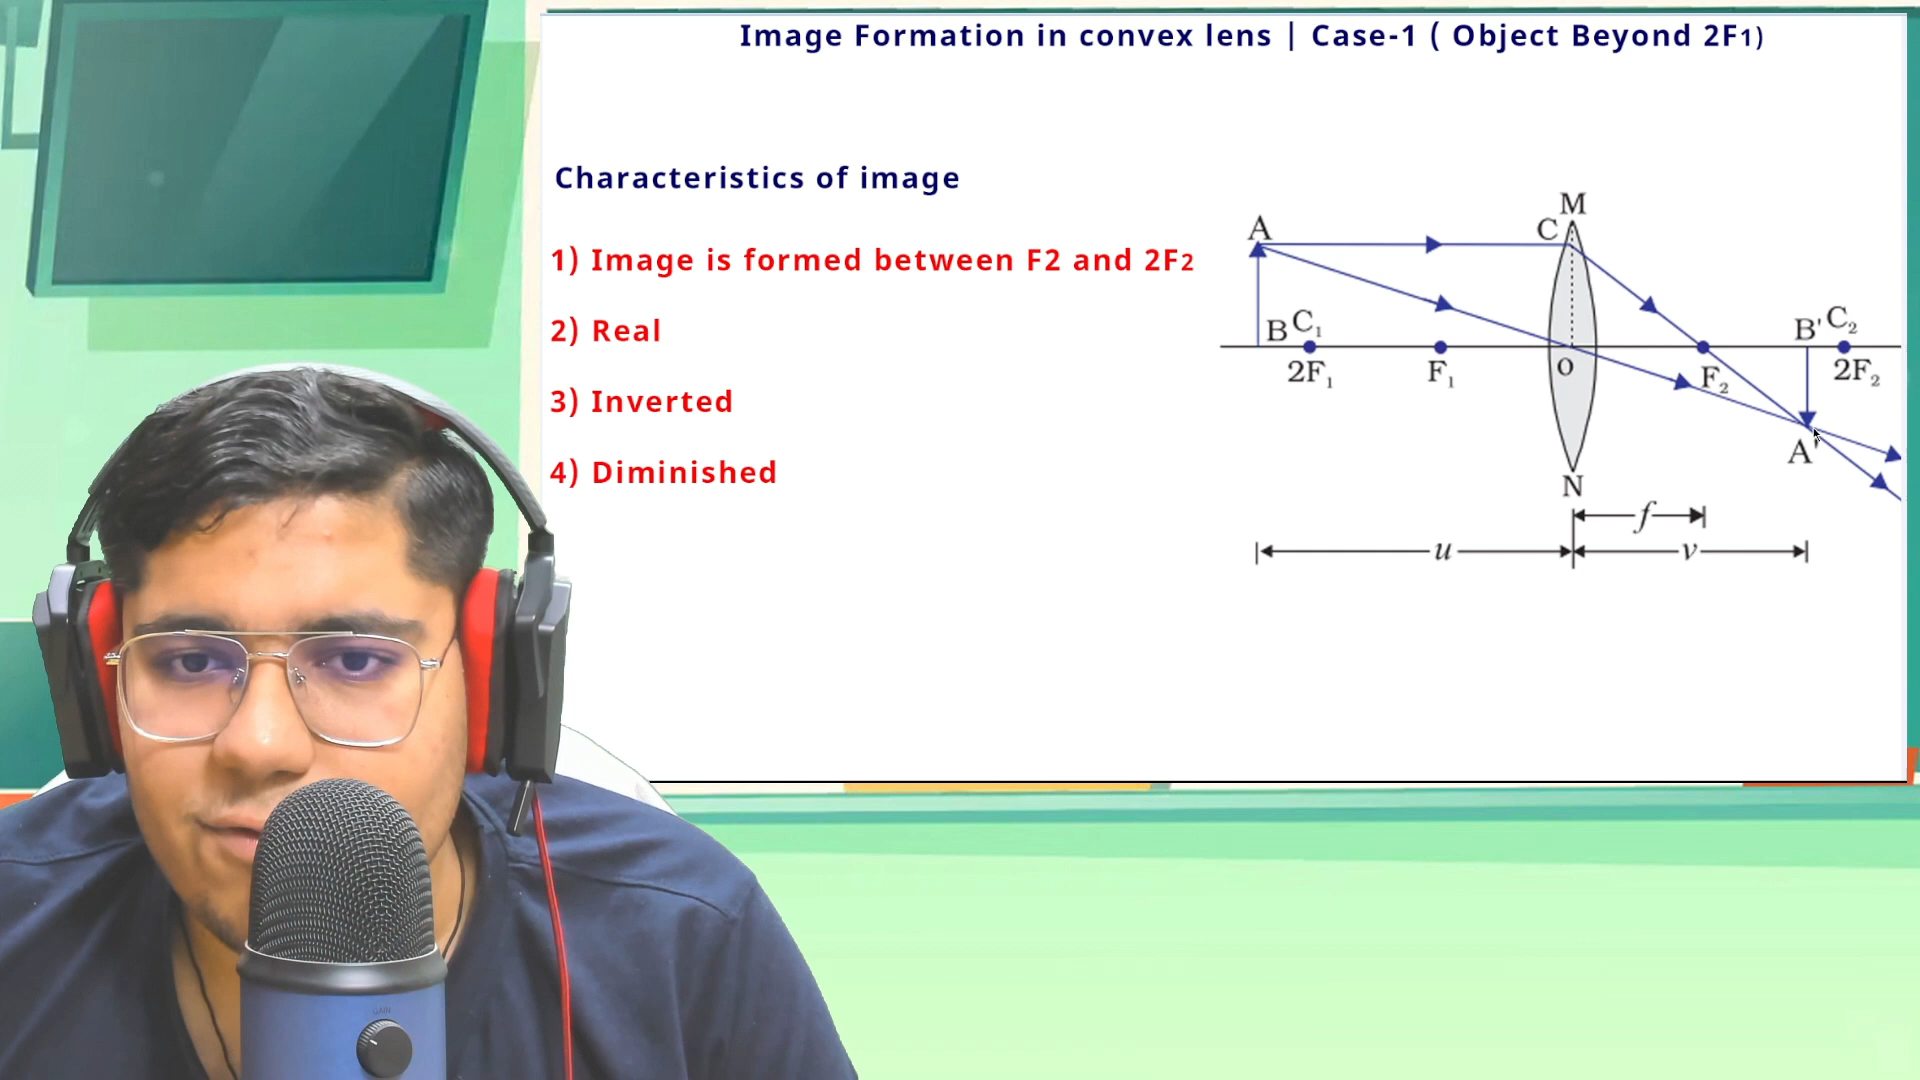 Image Formation in convex lens | Case-1 ( Object Beyond 2F1)
Characteristics of image
1) Image is formed between F2 and 2F2
2) Real
3) Inverted
4) Diminished
M
A
C
B C₁
B' C₂
2F₁
F₁
O
F₂
2F₂
A'
N
f
u
v
GAIN